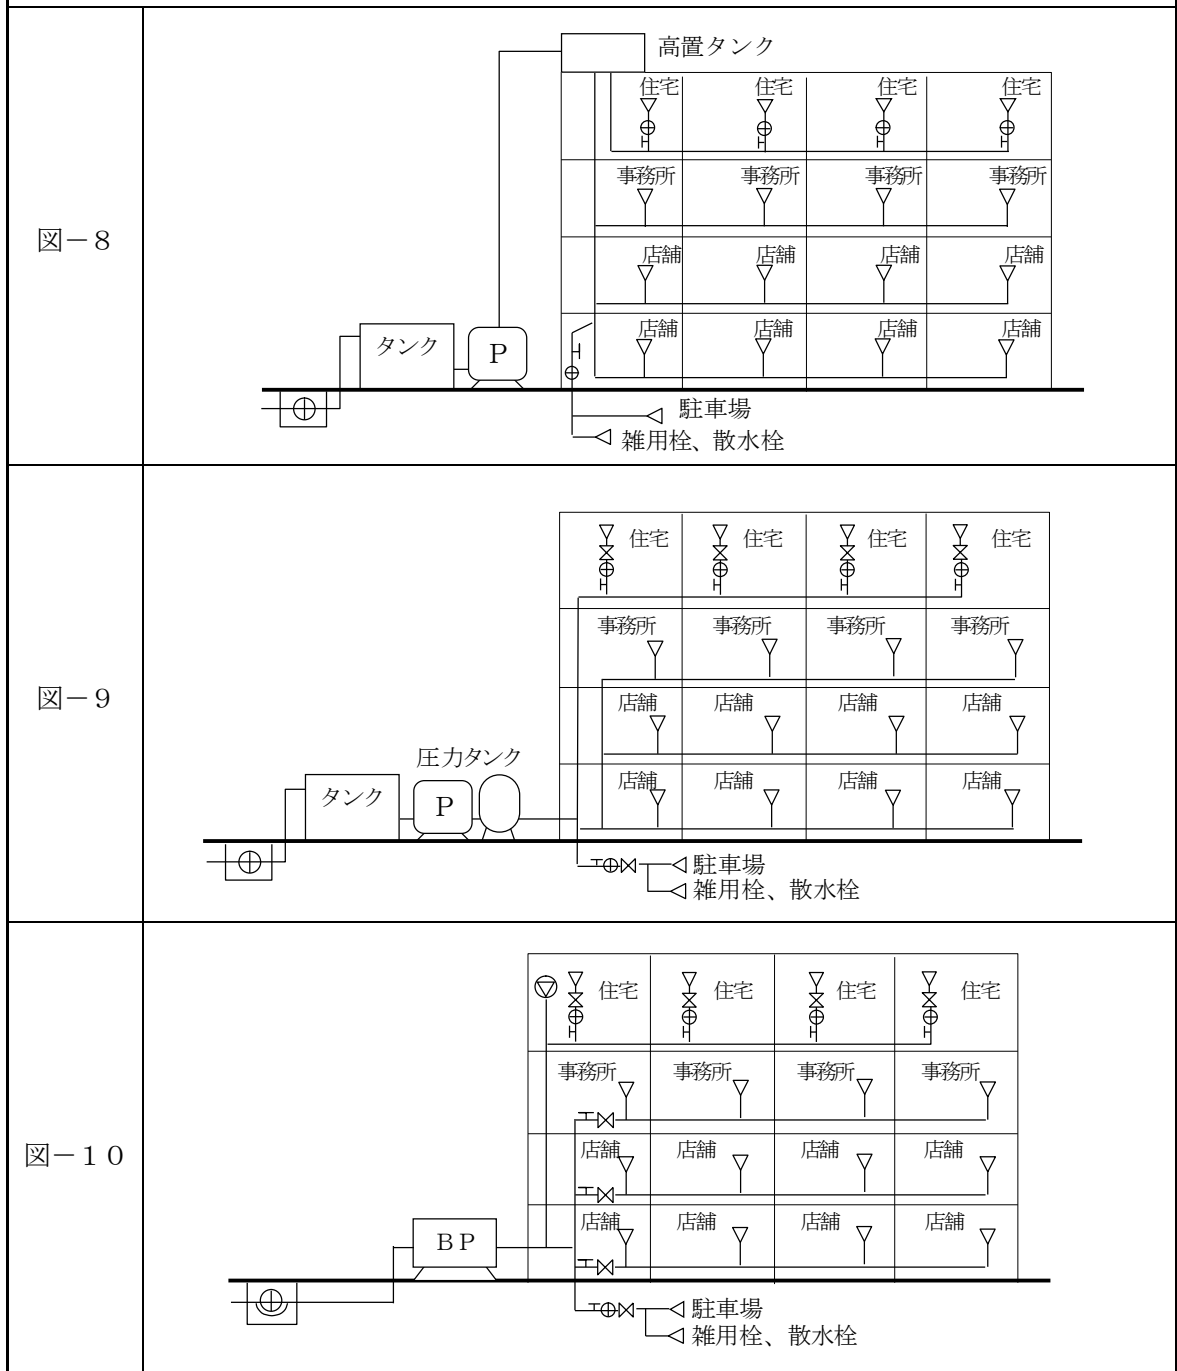 図－８
高置タンク
住宅 住宅 住宅 住宅
事務所 事務所 事務所 事務所
店舗 店舗 店舗 店舗
タンク P 店舗 店舗 店舗 店舗
駐車場
雑用栓、散水栓
図－９
住宅 住宅 住宅 住宅
事務所 事務所 事務所 事務所
店舗 店舗 店舗 店舗
圧力タンク
タンク P 店舗 店舗 店舗 店舗
駐車場
雑用栓、散水栓
図－１０
住宅 住宅 住宅 住宅
事務所 事務所 事務所 事務所
店舗 店舗 店舗 店舗
店舗 店舗 店舗 店舗
ＢＰ
駐車場
雑用栓、散水栓